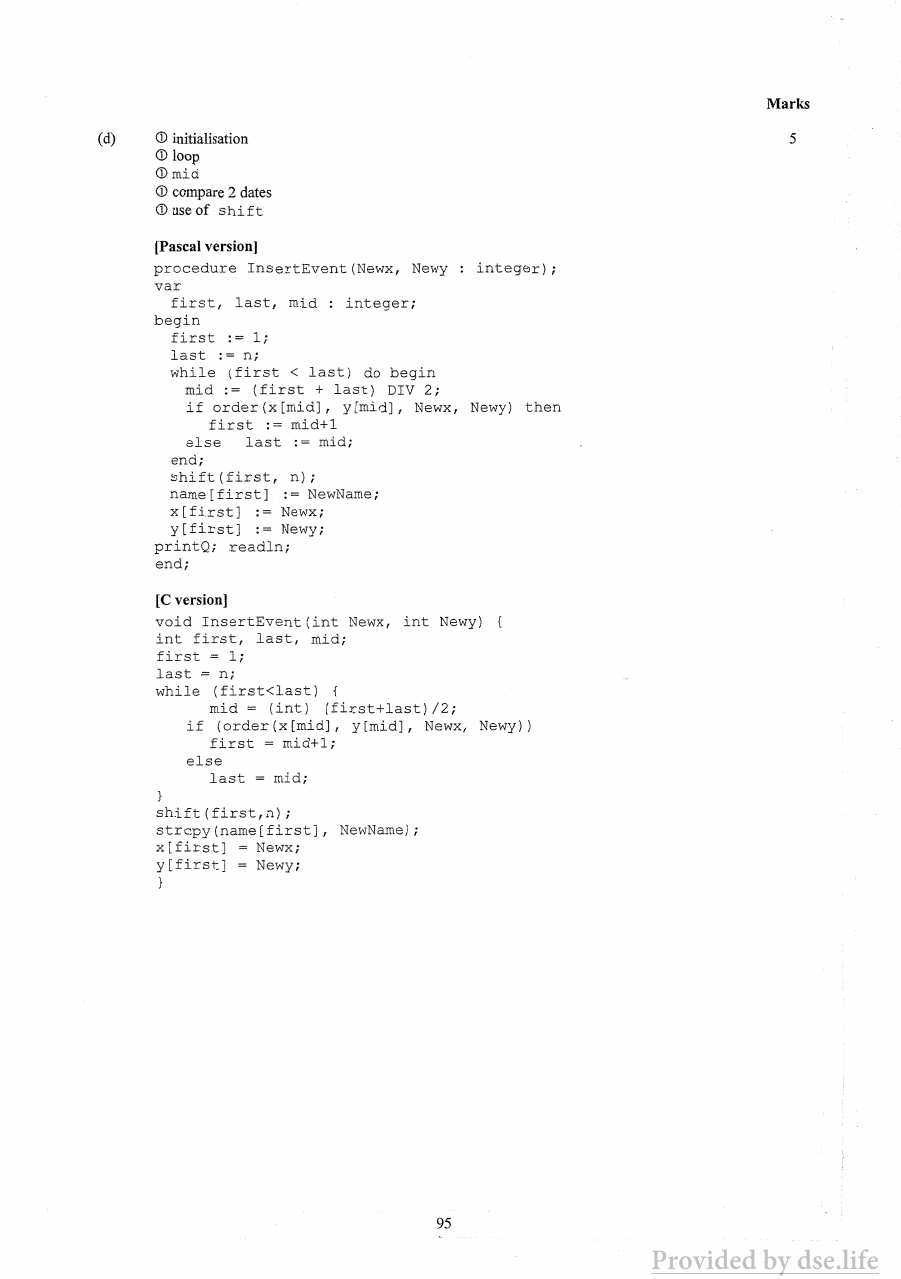 Marks
(d) ① initialisation 5
① loop
① mid
① compare 2 dates
① use of shift
[Pascal version]
procedure InsertEvent(Newx, Newy : integer);
var
first, last, mid : integer;
begin
first := 1;
last := n;
while (first < last) do begin
mid := (first + last) DIV 2;
if order(x[mid], y[mid], Newx, Newy) then
first := mid+1
else last := mid;
end;
shift(first, n);
name[first] := NewName;
x[first] := Newx;
y[first] := Newy;
printQ; readln;
end;
[C version]
void InsertEvent(int Newx, int Newy) {
int first, last, mid;
first = 1;
last = n;
while (first<last) {
mid = (int) (first+last)/2;
if (order(x[mid], y[mid], Newx, Newy))
first = mid+1;
else
last = mid;
}
shift(first,n);
strcpy(name[first], NewName);
x[first] = Newx;
y[first] = Newy;
}
95
Provided by dse.life